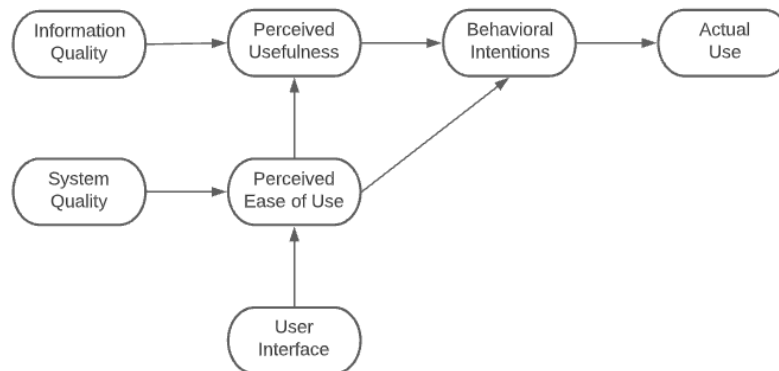 Information
Quality
Perceived
Usefulness
Behavioral
Intentions
Actual
Use
System
Quality
Perceived
Ease of Use
User
Interface